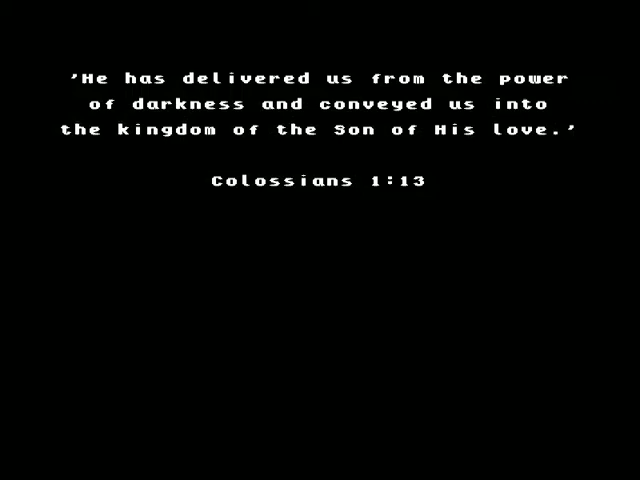 'He has delivered us from the power
of darkness and conveyed us into
the kingdom of the Son of His love.'
Colossians 1:13